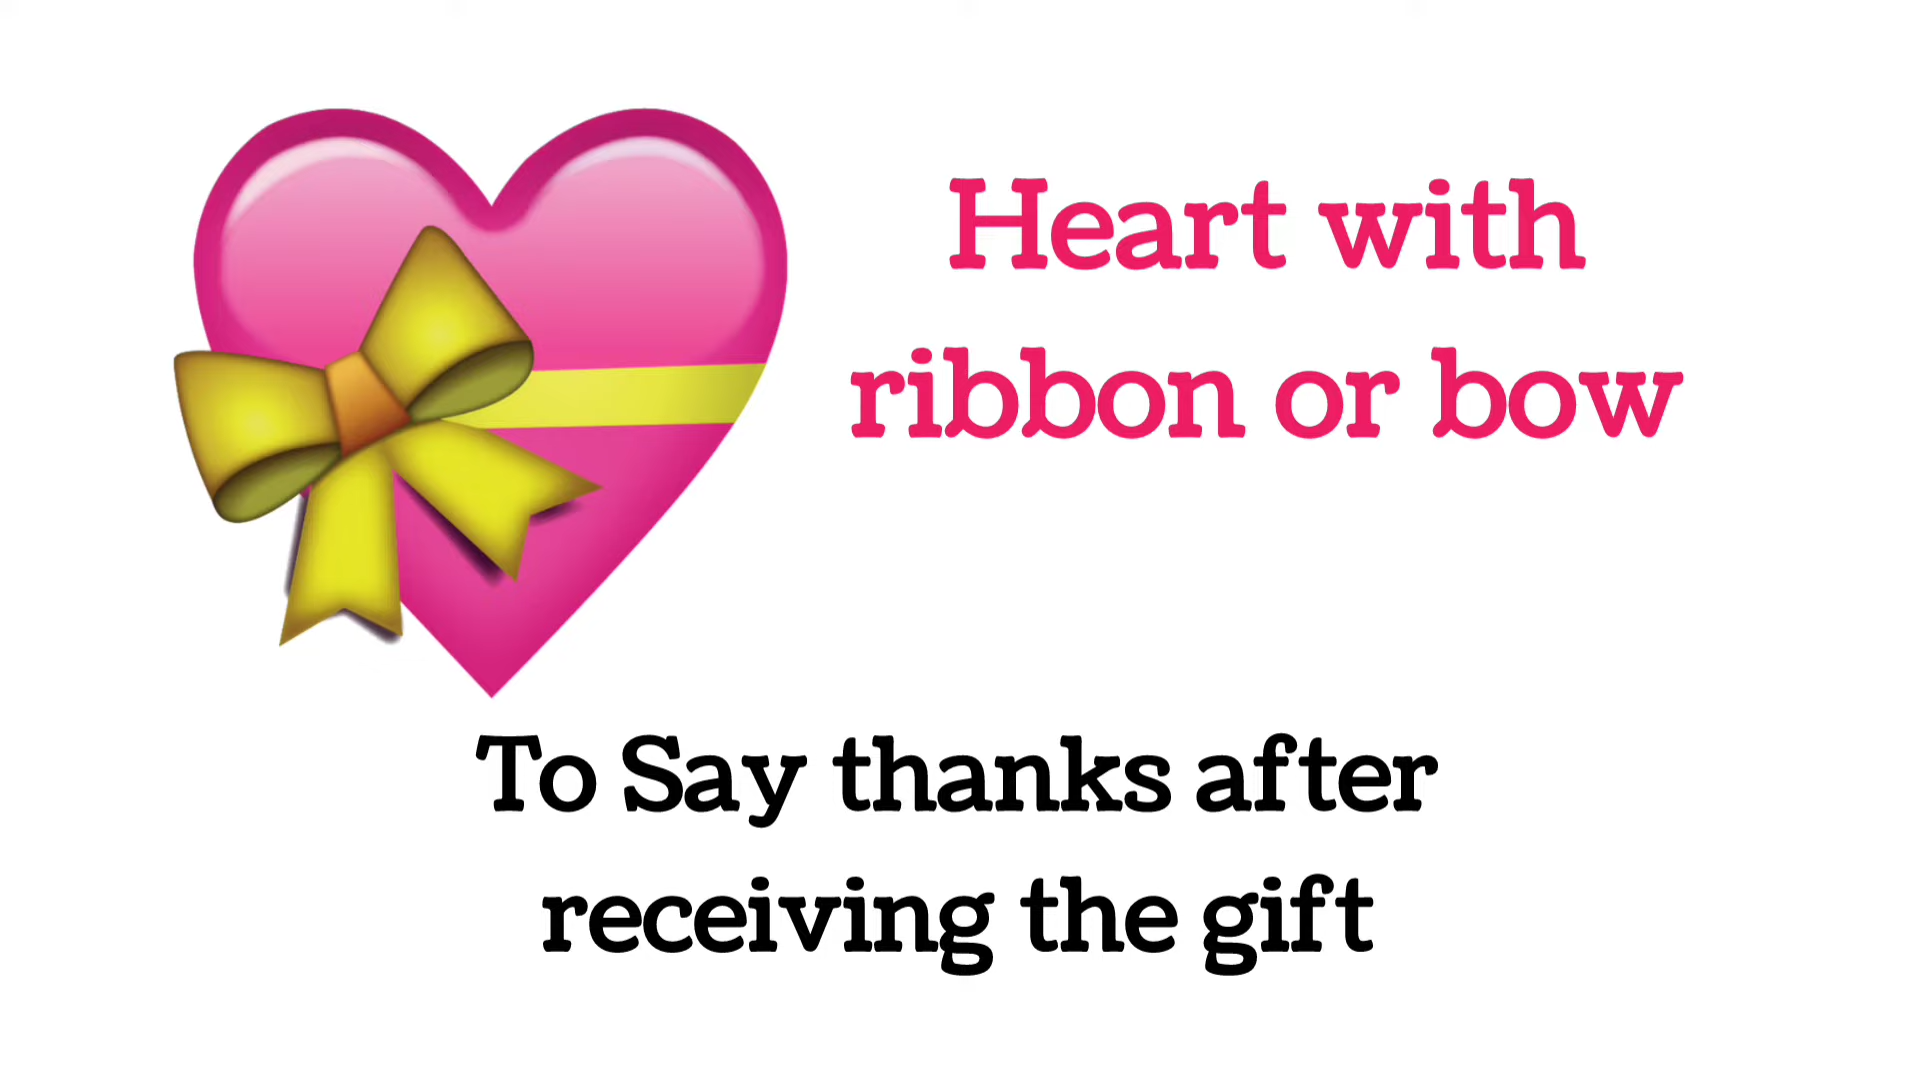 Heart with
ribbon or bow
To Say thanks after
receiving the gift